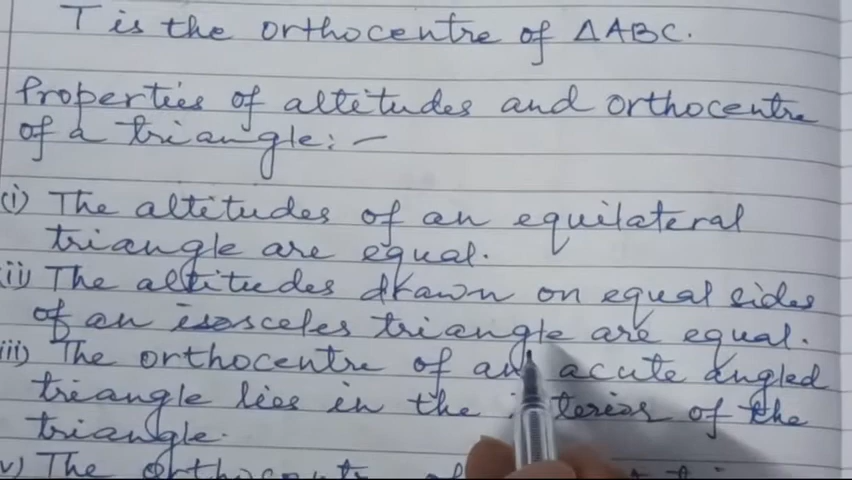 T is the orthocentre of ΔABC.
Properties of altitudes and orthocentre
of a triangle:-
(i) The altitudes of an equilateral
triangle are equal.
(ii) The altitudes drawn on equal sides
of an isosceles triangle are equal.
iii) The orthocentre of an acute angled
triangle lies in the of the
triangle.
v) The